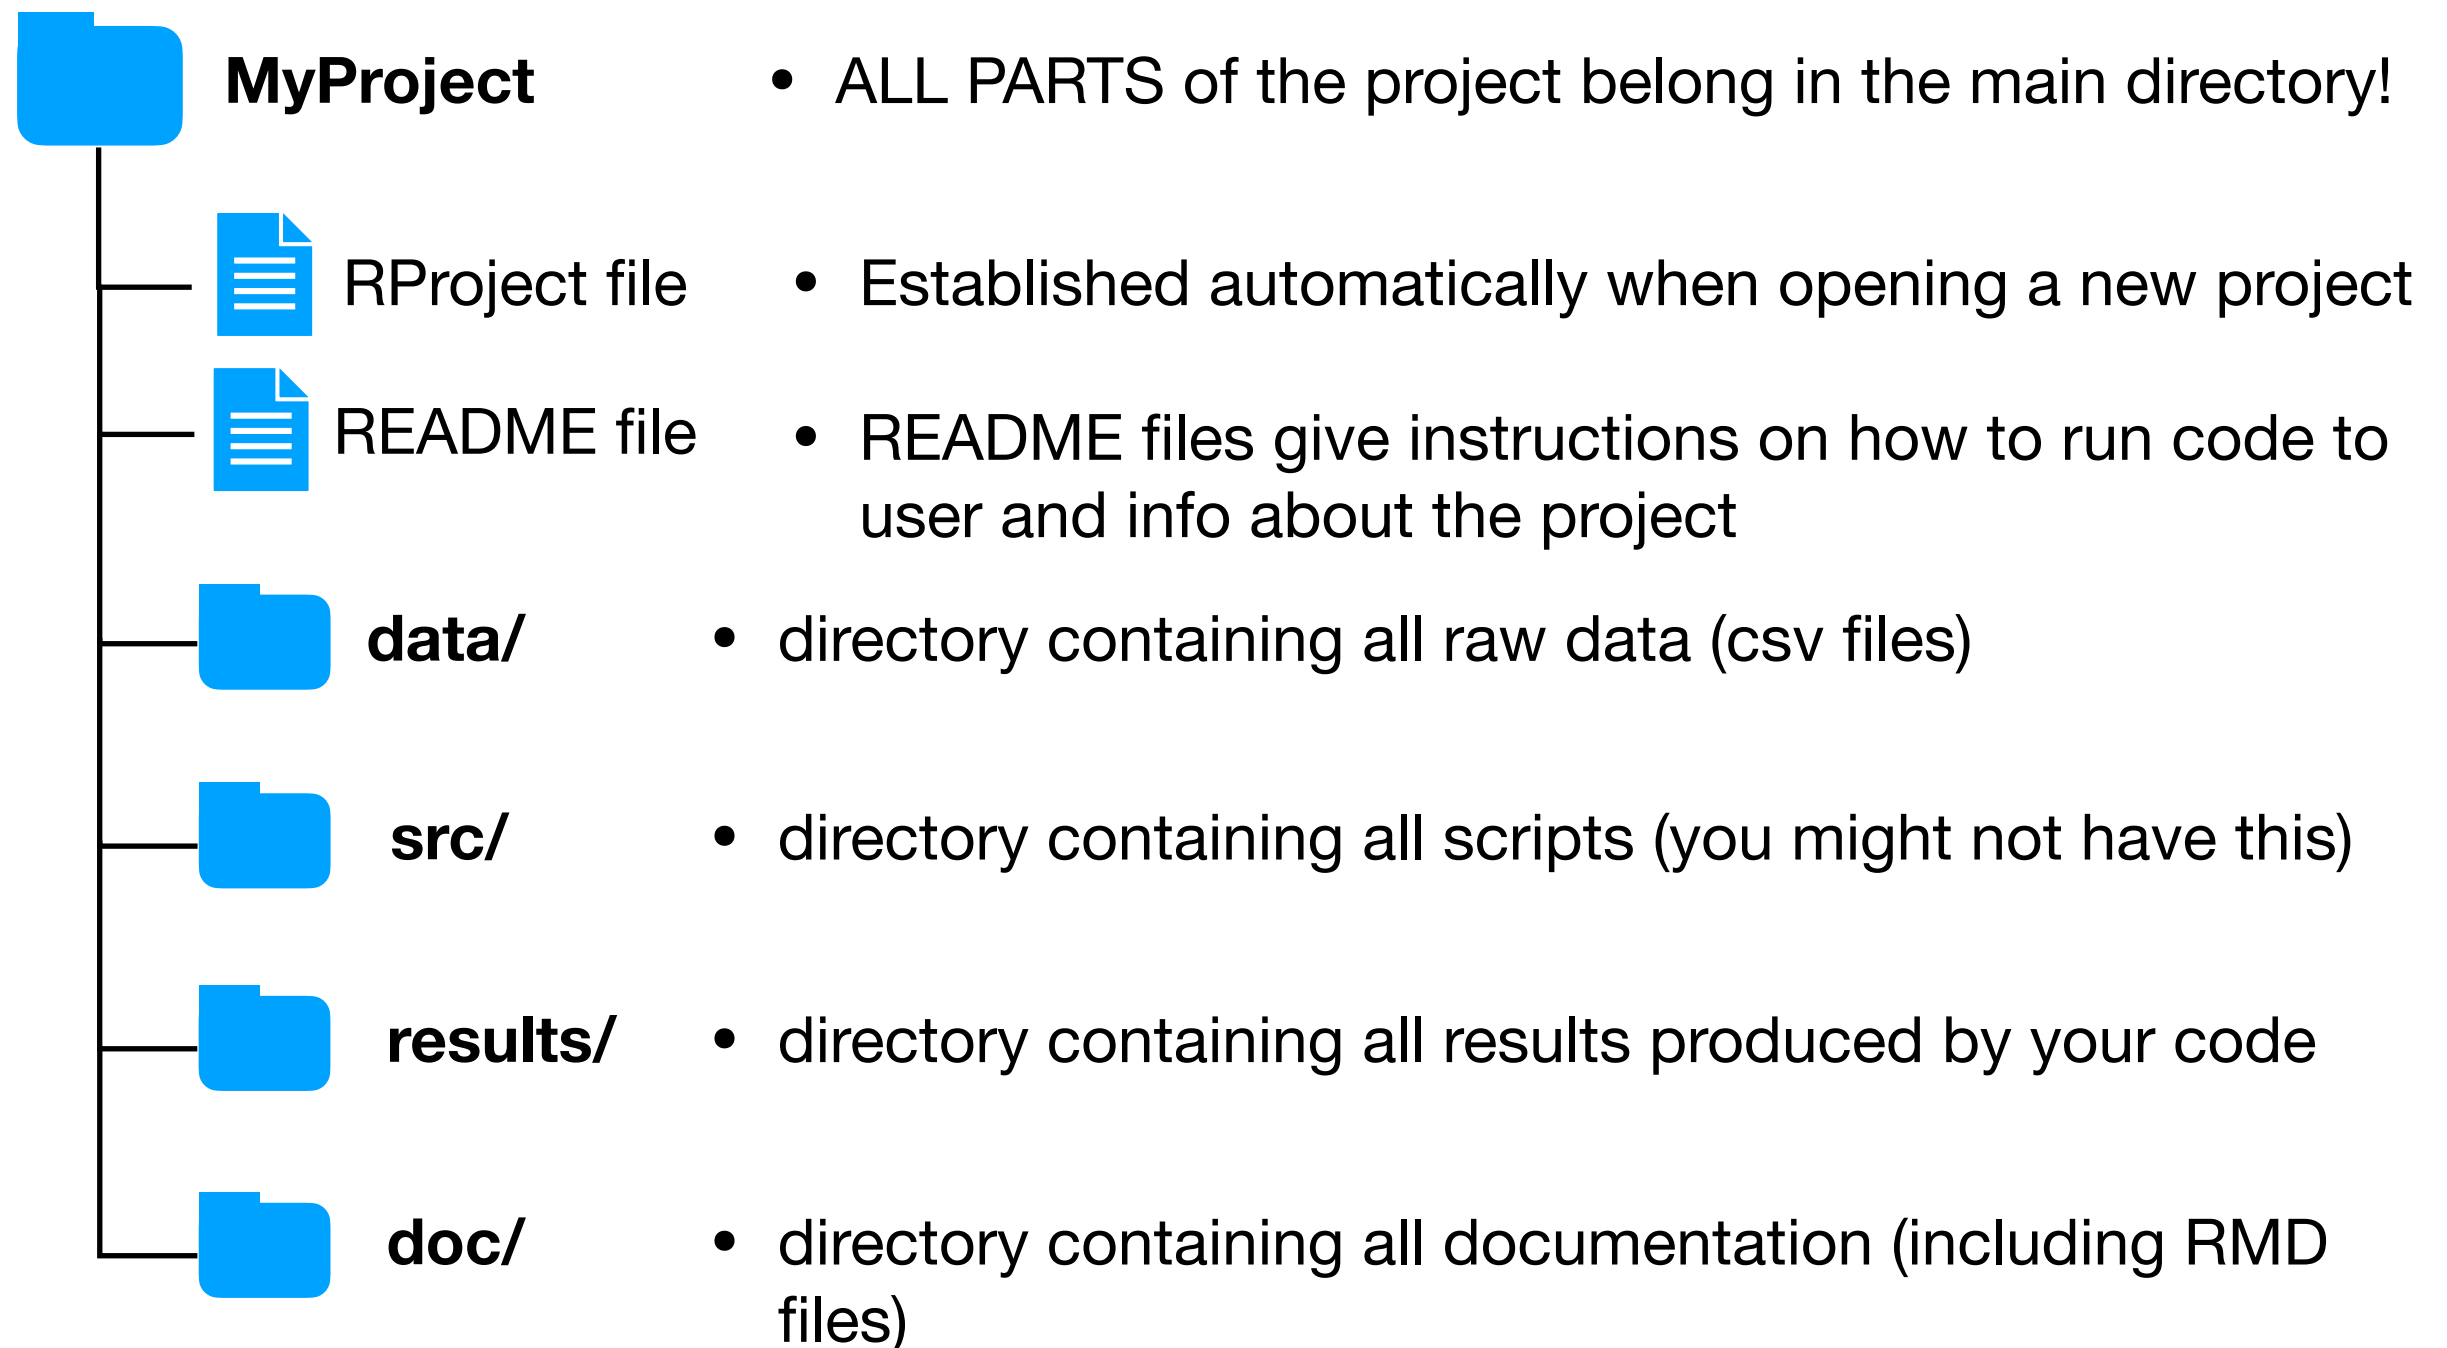 MyProject • ALL PARTS of the project belong in the main directory!
RProject file • Established automatically when opening a new project
README file • README files give instructions on how to run code to
user and info about the project
data/ • directory containing all raw data (csv files)
src/ • directory containing all scripts (you might not have this)
results/ • directory containing all results produced by your code
doc/ • directory containing all documentation (including RMD
files)